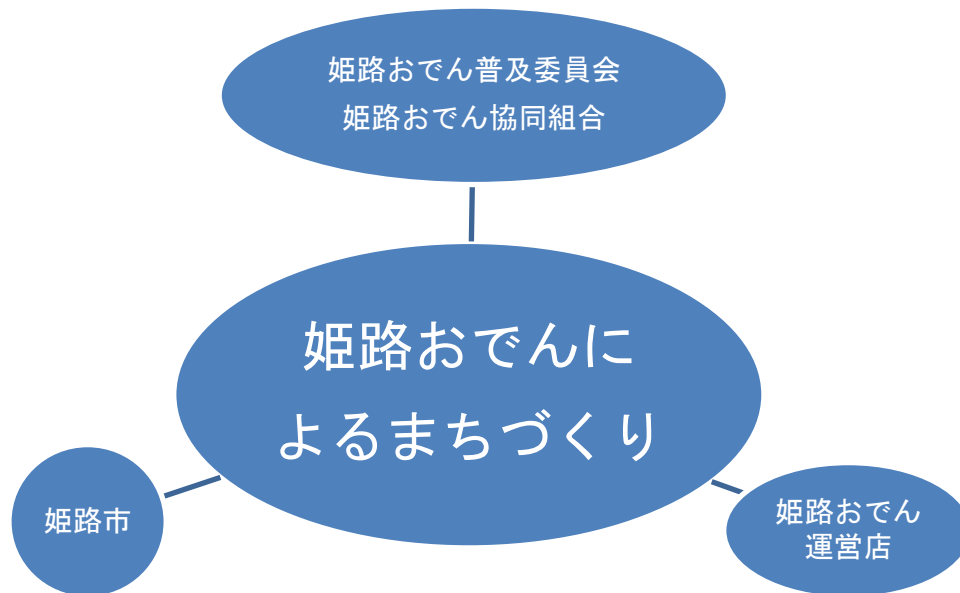 姫路おでん普及委員会
姫路おでん協同組合
姫路おでんに
よるまちづくり
姫路市
姫路おでん
運営店